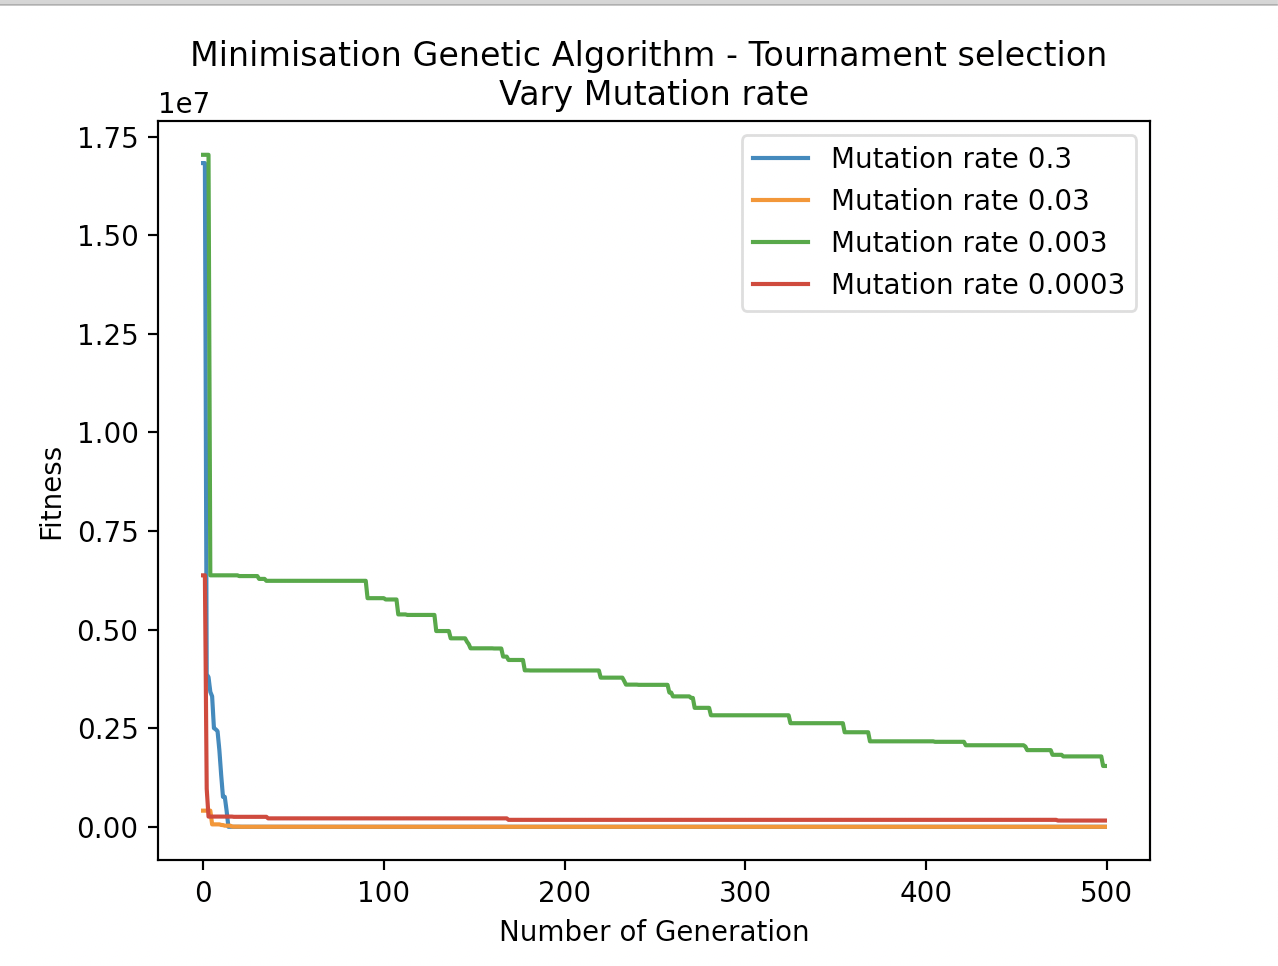 Minimisation Genetic Algorithm - Tournament selection
Vary Mutation rate
1e7
1.75
1.50
1.25
1.00
0.75
0.50
0.25
0.00
Fitness
Mutation rate 0.3
Mutation rate 0.03
Mutation rate 0.003
Mutation rate 0.0003
0 100 200 300 400 500
Number of Generation